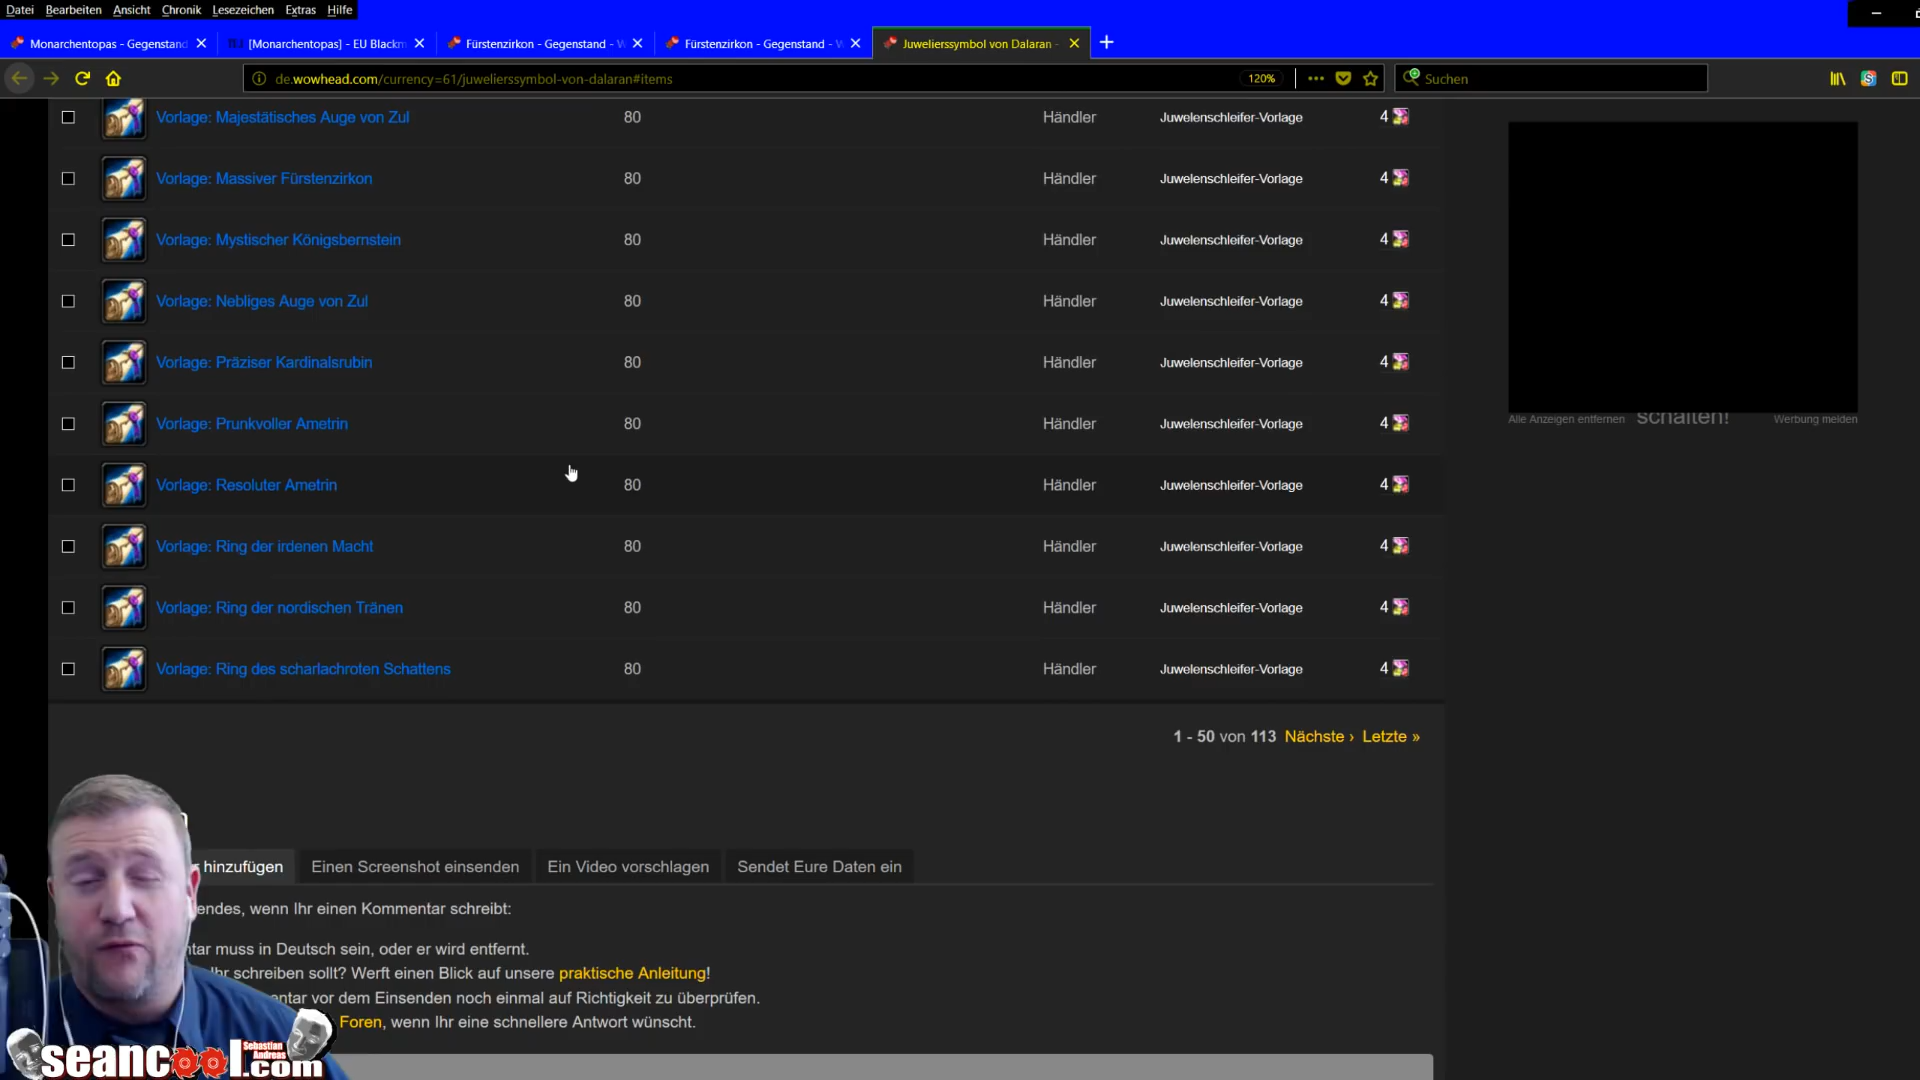 Datei Bearbeiten Ansicht Chronik Lesezeichen Extras Hilfe
Monarchentopas - Gegenstand [Monarchentopas] - EU Blackm Fürstenzirkon - Gegenstand - W Fürstenzirkon - Gegenstand - W Juwelierssymbol von Dalaran -
de.wowhead.com/currency=61/juwelierssymbol-von-dalaran#items 120% Suchen
Vorlage: Majestätisches Auge von Zul 80 Händler Juwelenschleifer-Vorlage 4
Vorlage: Massiver Fürstenzirkon 80 Händler Juwelenschleifer-Vorlage 4
Vorlage: Mystischer Königsbernstein 80 Händler Juwelenschleifer-Vorlage 4
Vorlage: Nebliges Auge von Zul 80 Händler Juwelenschleifer-Vorlage 4
Vorlage: Präziser Kardinalsrubin 80 Händler Juwelenschleifer-Vorlage 4
Alle Anzeigen entfernen schalten! Werbung melden
Vorlage: Prunkvoller Ametrin 80 Händler Juwelenschleifer-Vorlage 4
Vorlage: Resoluter Ametrin 80 Händler Juwelenschleifer-Vorlage 4
Vorlage: Ring der irdenen Macht 80 Händler Juwelenschleifer-Vorlage 4
Vorlage: Ring der nordischen Tränen 80 Händler Juwelenschleifer-Vorlage 4
Vorlage: Ring des scharlachroten Schattens 80 Händler Juwelenschleifer-Vorlage 4
1 - 50 von 113 Nächste › Letzte »
hinzufügen Einen Screenshot einsenden Ein Video vorschlagen Sendet Eure Daten ein
endes, wenn Ihr einen Kommentar schreibt:
ntar muss in Deutsch sein, oder er wird entfernt.
Ihr schreiben sollt? Werft einen Blick auf unsere praktische Anleitung!
entar vor dem Einsenden noch einmal auf Richtigkeit zu überprüfen.
Foren, wenn Ihr eine schnellere Antwort wünscht.
Sebastian
Andreas
seancool.com